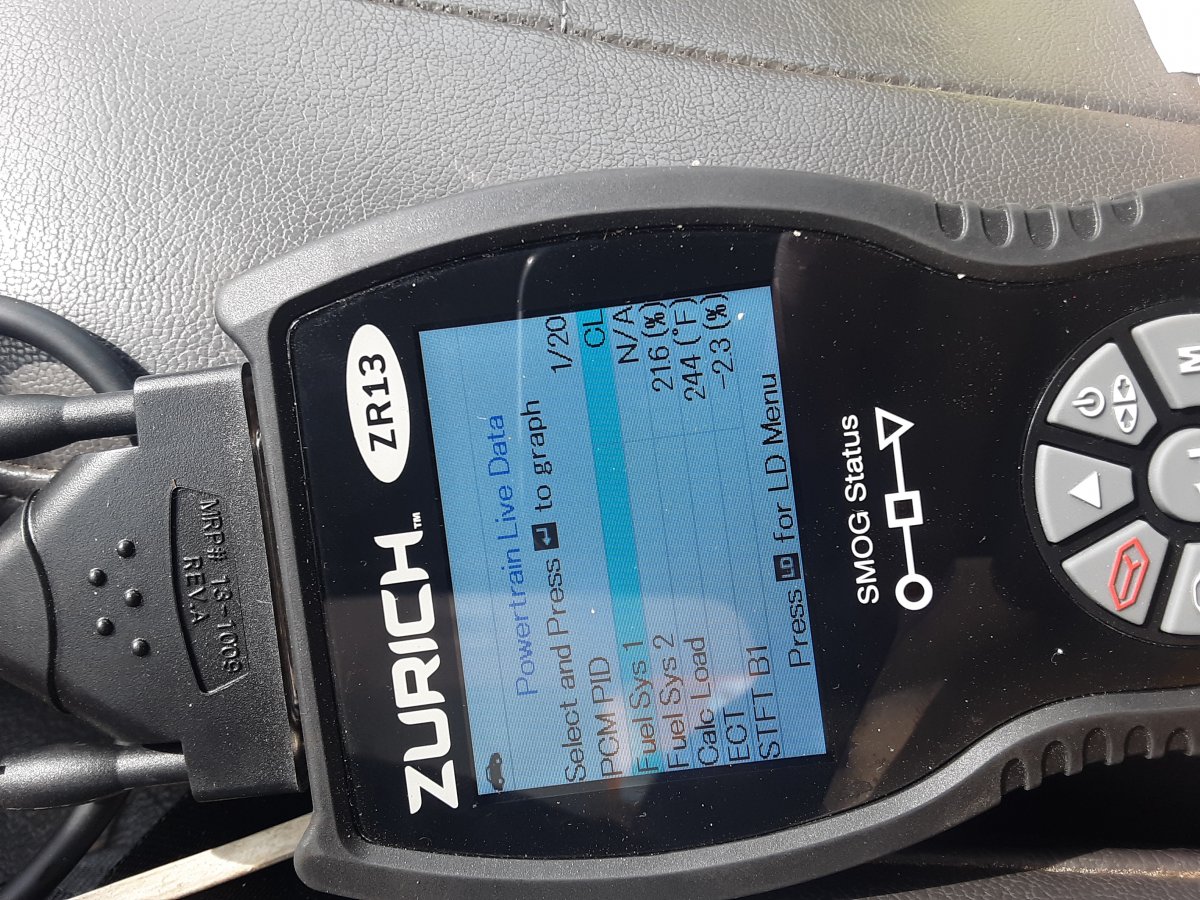 MRP# 13-1009
REV.A
ZURICH™
ZR13
Powertrain Live Data
Select and Press ↵ to graph
PCM PID 1/20
Fuel Sys 1 CL
Fuel Sys 2 N/A
Calc Load 21.6 (%)
ECT 244 (°F)
STFT B1 -2.3 (%)
Press LD for LD Menu
SMOG Status
M